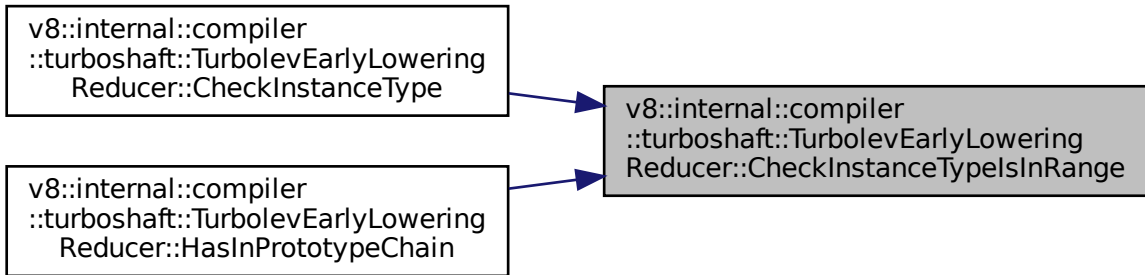 v8::internal::compiler
::turboshaft::TurbolevEarlyLowering
Reducer::CheckInstanceType
v8::internal::compiler
::turboshaft::TurbolevEarlyLowering
Reducer::HasInPrototypeChain
v8::internal::compiler
::turboshaft::TurbolevEarlyLowering
Reducer::CheckInstanceTypeIsInRange